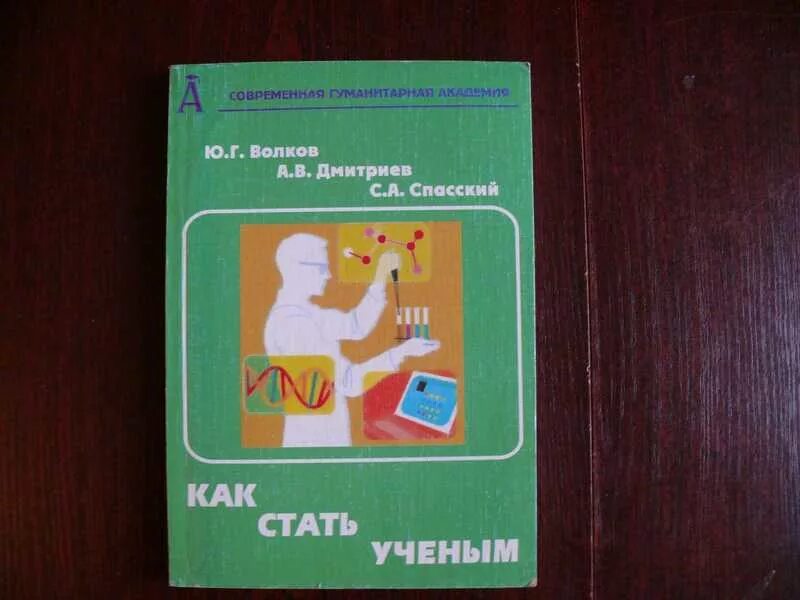 СОВРЕМЕННАЯ ГУМАНИТАРНАЯ АКАДЕМИЯ
Ю.Г. Волков
А.В. Дмитриев
С.А. Спасский
КАК
СТАТЬ
УЧЕНЫМ